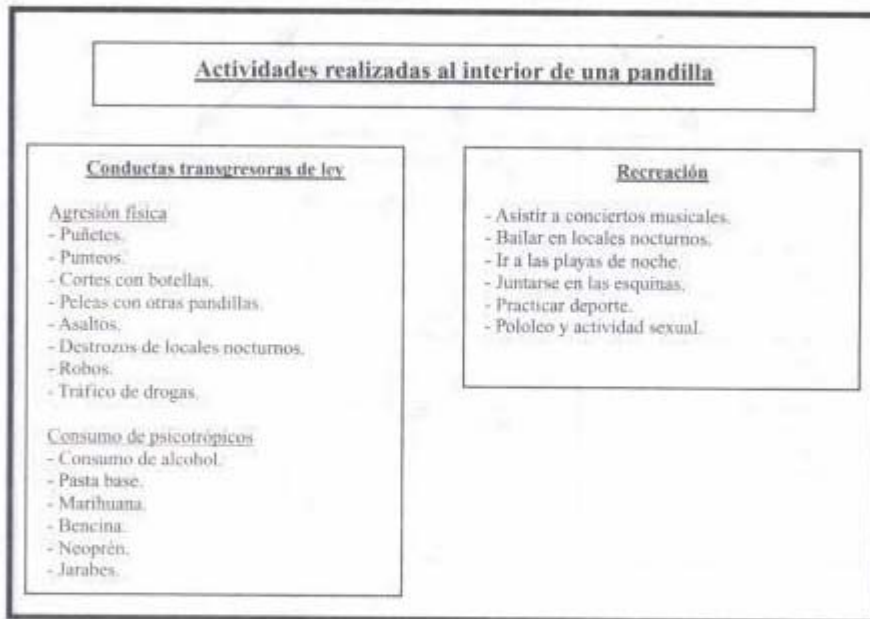 Actividades realizadas al interior de una pandilla
Conductas transgresoras de ley
Agresión física
- Puñetes.
- Punteos.
- Cortes con botellas.
- Peleas con otras pandillas.
- Asaltos.
- Destrozos de locales nocturnos.
- Robos.
- Tráfico de drogas.
Consumo de psicotrópicos
- Consumo de alcohol.
- Pasta base.
- Marihuana.
- Bencina.
- Neoprén.
- Jarabes.
Recreación
- Asistir a conciertos musicales.
- Bailar en locales nocturnos.
- Ir a las playas de noche.
- Juntarse en las esquinas.
- Practicar deporte.
- Pololeo y actividad sexual.